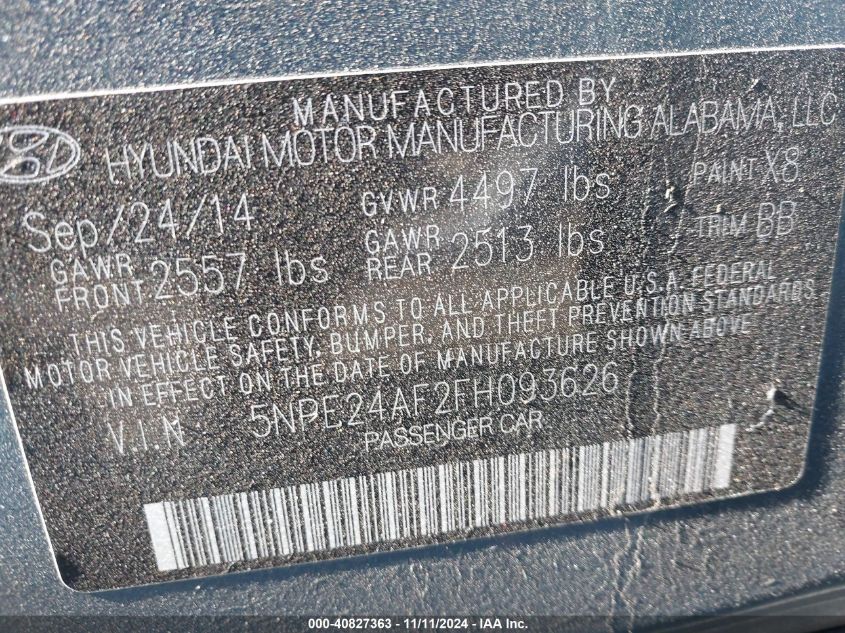 MANUFACTURED BY
HYUNDAI MOTOR MANUFACTURING ALABAMA, LLC
Sep/24/14 GVWR 4497 lbs PAINT X8
GAWR FRONT 2557 lbs GAWR REAR 2513 lbs TRIM BB
THIS VEHICLE CONFORMS TO ALL APPLICABLE U.S.A. FEDERAL
MOTOR VEHICLE SAFETY, BUMPER, AND THEFT PREVENTION STANDARDS
IN EFFECT ON THE DATE OF MANUFACTURE SHOWN ABOVE
V.I.N 5NPE24AF2FH093626
PASSENGER CAR
000-40827363 - 11/11/2024 - IAA Inc.